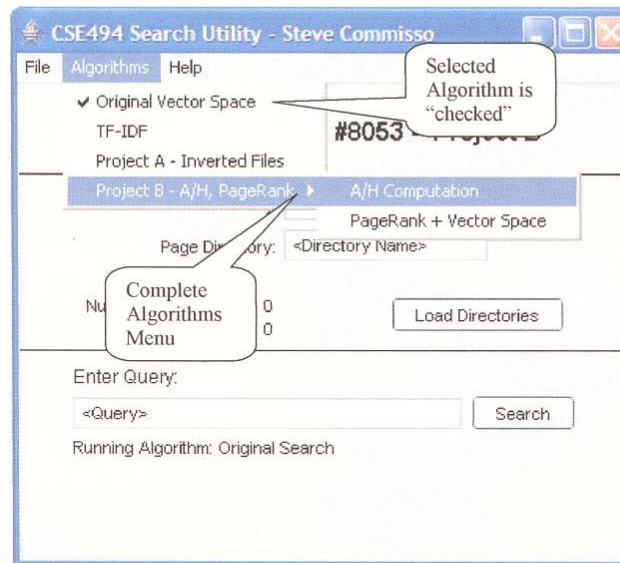 CSE494 Search Utility - Steve Commisso
File Algorithms Help
Selected
Algorithm is
“checked”
✔ Original Vector Space
TF-IDF
#8053
Project A - Inverted Files
Project B - A/H, PageRank
A/H Computation
PageRank + Vector Space
Page Directory: <Directory Name>
Complete
Algorithms
Menu
0
0
Load Directories
Enter Query:
<Query>
Search
Running Algorithm: Original Search